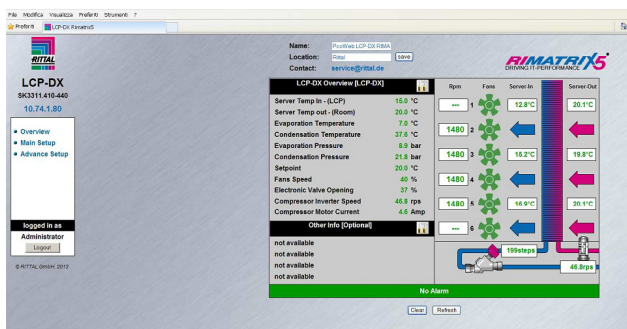 File Modifica Visualizza Preferiti Strumenti ?
Preferiti LCP-DX Rimatrix5
RITTAL
LCP-DX
SK3311.410-440
10.74.1.80
Overview
Main Setup
Advance Setup
logged in as
Administrator
Logout
© RITTAL GmbH, 2013
Name: PcoWeb LCP-DX RIMA
Location: Rittal save
Contact: service@rittal.de
RIMATRIX5
DRIVING IT-PERFORMANCE
LCP-DX Overview [LCP-DX]
Server Temp In - (LCP) 15.0 °C
Server Temp out - (Room) 20.0 °C
Evaporation Temperature 7.0 °C
Condensation Temperature 37.6 °C
Evaporation Pressure 8.9 bar
Condensation Pressure 21.8 bar
Setpoint 20.0 °C
Fans Speed 40 %
Electronic Valve Opening 37 %
Compressor Inverter Speed 46.8 rps
Compressor Motor Current 4.6 Amp
Other Info [Optional]
not available
not available
not available
not available
Rpm Fans Server-In Server-Out
--- 1 12.8°C 20.1°C
1480 2
1480 3 15.2°C 19.8°C
1480 4
1480 5 16.9°C 20.1°C
--- 6
199steps
46.8rps
No Alarm
Clear Refresh